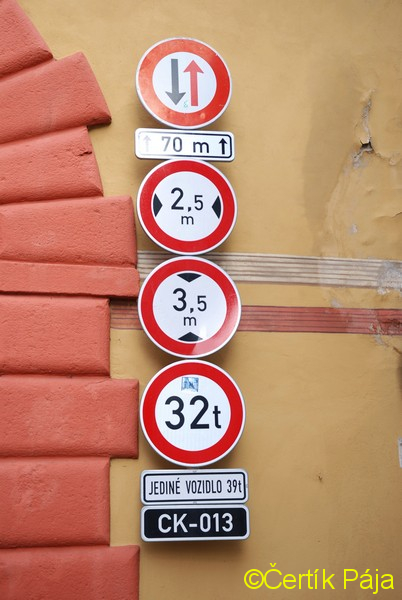 ↑ 70 m ↑
2,5
m
3,5
m
32t
JEDINÉ VOZIDLO 39t
CK-013
©Čertík Pája